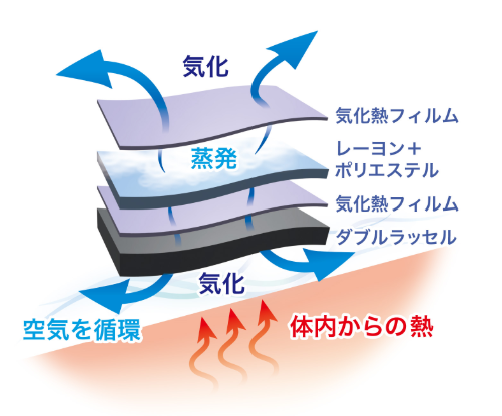 気化
気化熱フィルム
蒸発
レーヨン＋
ポリエステル
気化熱フィルム
ダブルラッセル
気化
空気を循環
体内からの熱